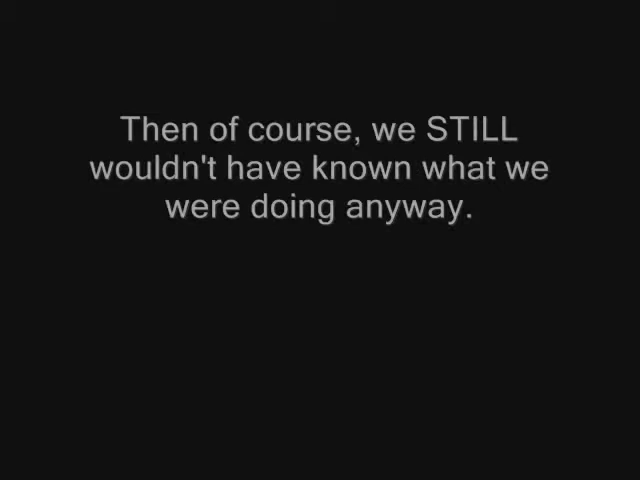 Then of course, we STILL
wouldn't have known what we
were doing anyway.